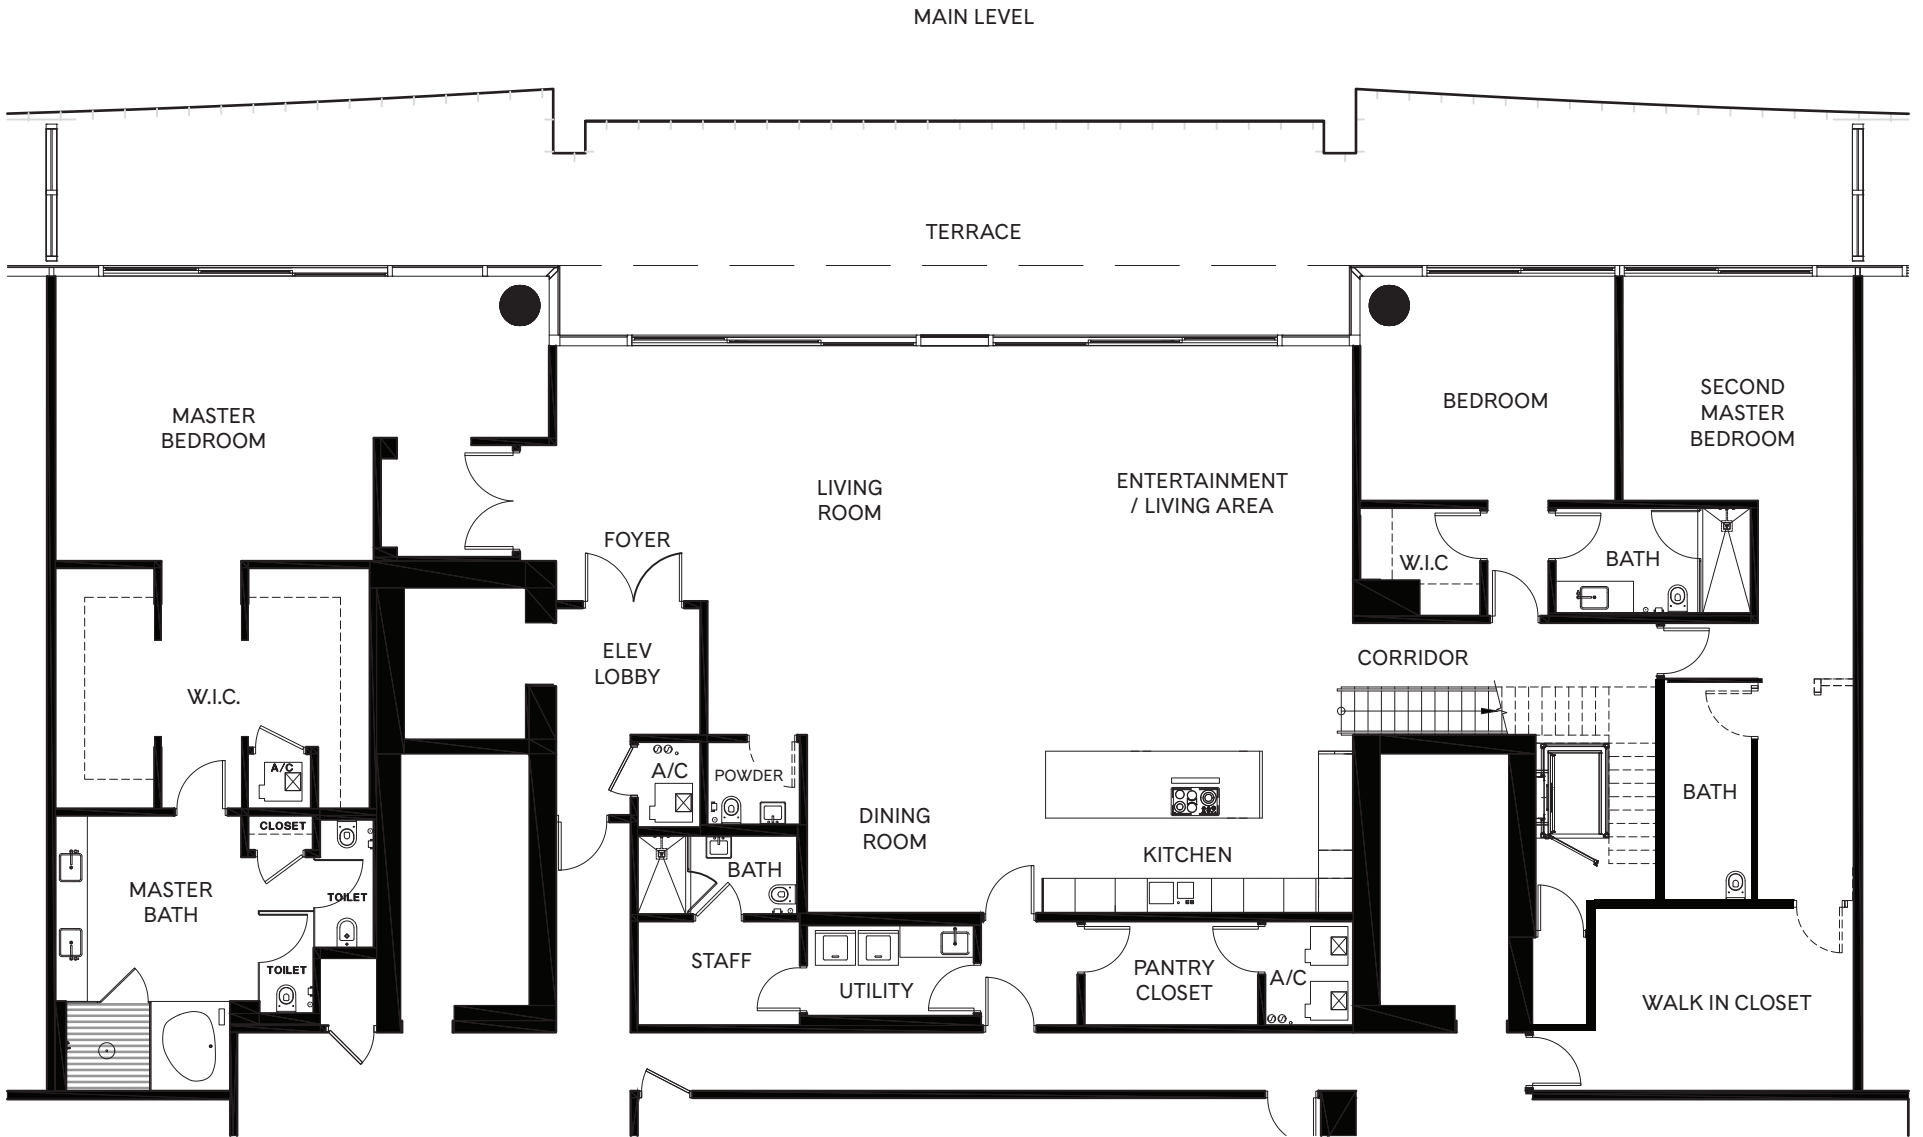 MAIN LEVEL
TERRACE
MASTER
BEDROOM
LIVING
ROOM
ENTERTAINMENT
/ LIVING AREA
BEDROOM
SECOND
MASTER
BEDROOM
FOYER
W.I.C
BATH
ELEV
LOBBY
CORRIDOR
W.I.C.
A/C
A/C
POWDER
BATH
CLOSET
DINING
ROOM
KITCHEN
MASTER
BATH
TOILET
BATH
TOILET
STAFF
UTILITY
PANTRY
CLOSET
A/C
WALK IN CLOSET